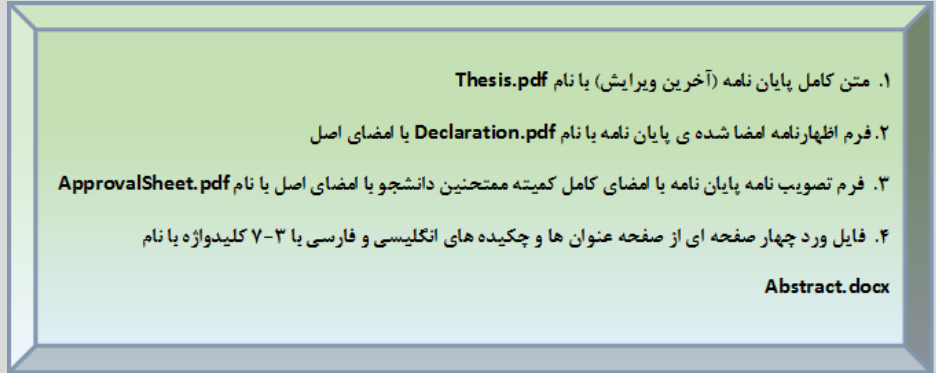 ۱. متن کامل پایان نامه (آخرین ویرایش) با نام Thesis.pdf
۲. فرم اظهارنامه امضا شده ی پایان نامه با نام Declaration.pdf با امضای اصل
۳. فرم تصویب نامه پایان نامه با امضای کامل کمیته ممتحنین دانشجو با امضای اصل با نام ApprovalSheet.pdf
۴. فایل ورد چهار صفحه ای از صفحه عنوان ها و چکیده های انگلیسی و فارسی با ۳-۷ کلیدواژه با نام
Abstract.docx